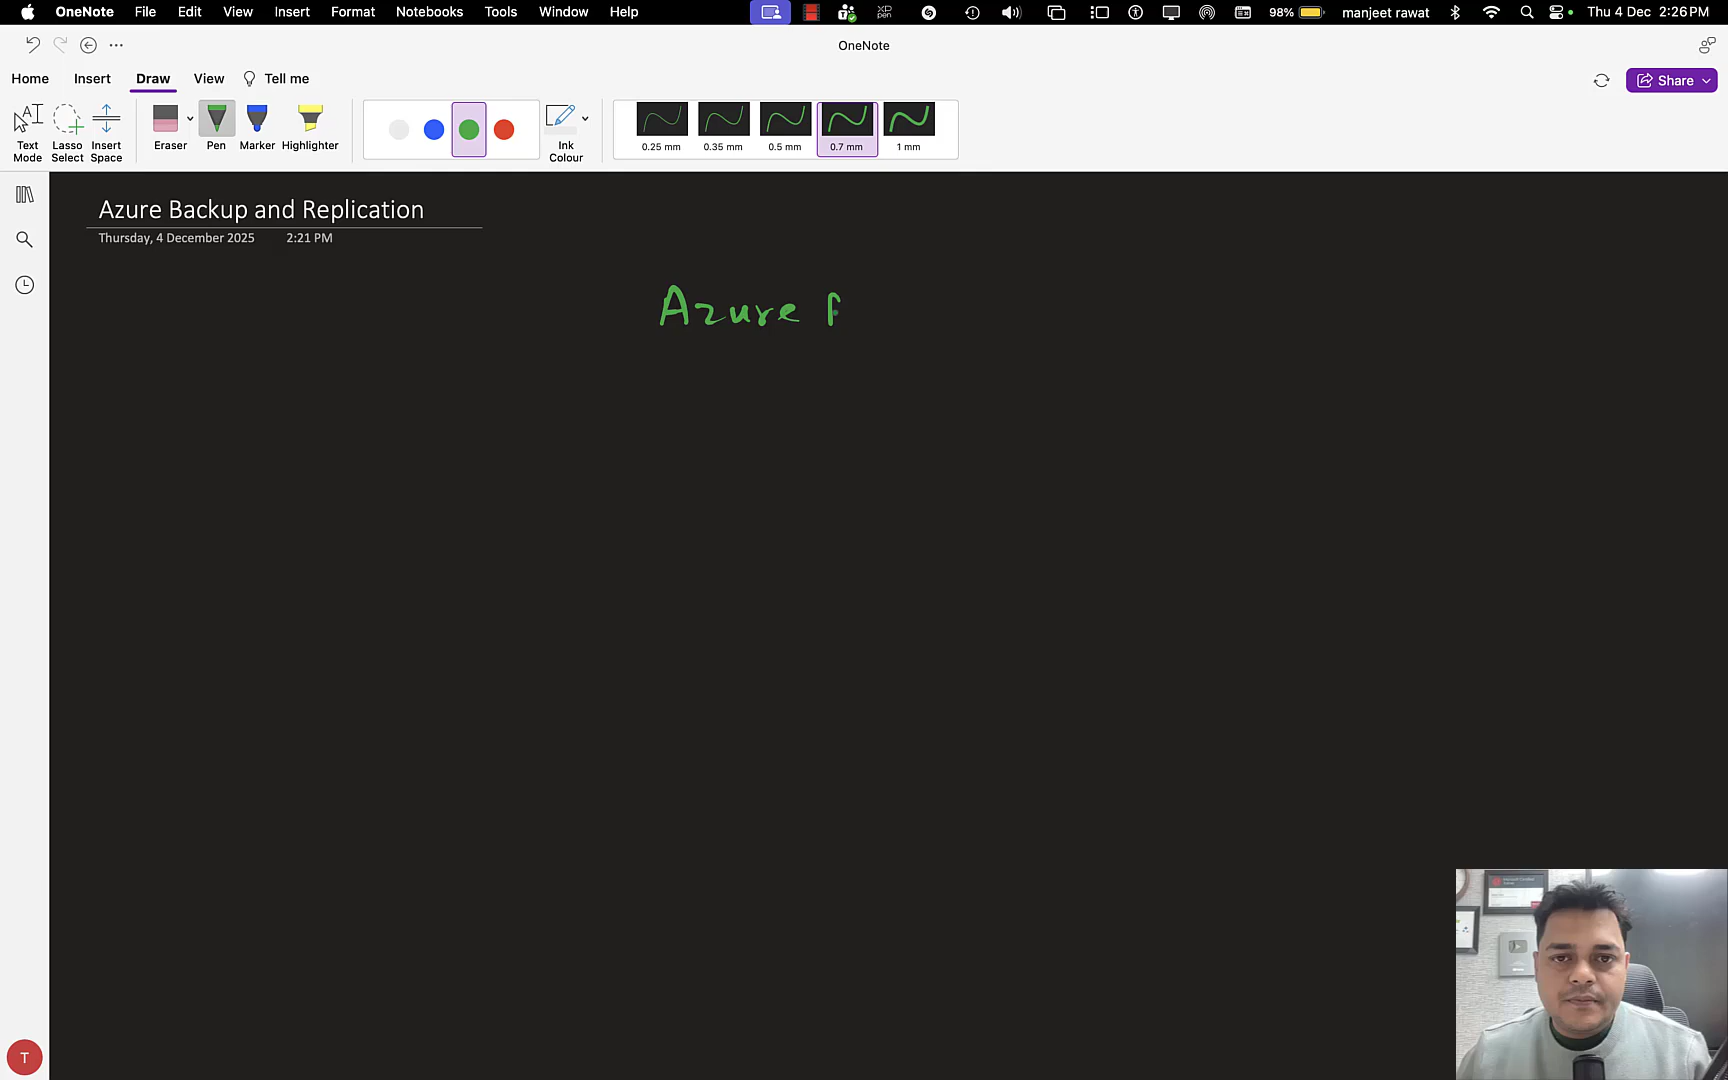 OneNote File Edit View Insert Format Notebooks Tools Window Help XD pen 98% manjeet rawat Thu 4 Dec 2:26 PM
OneNote
Home Insert Draw View Tell me Share
Text Mode Lasso Select Insert Space Eraser Pen Marker Highlighter Ink Colour 0.25 mm 0.35 mm 0.5 mm 0.7 mm 1 mm
Azure Backup and Replication
Thursday, 4 December 2025 2:21 PM
Azure
T